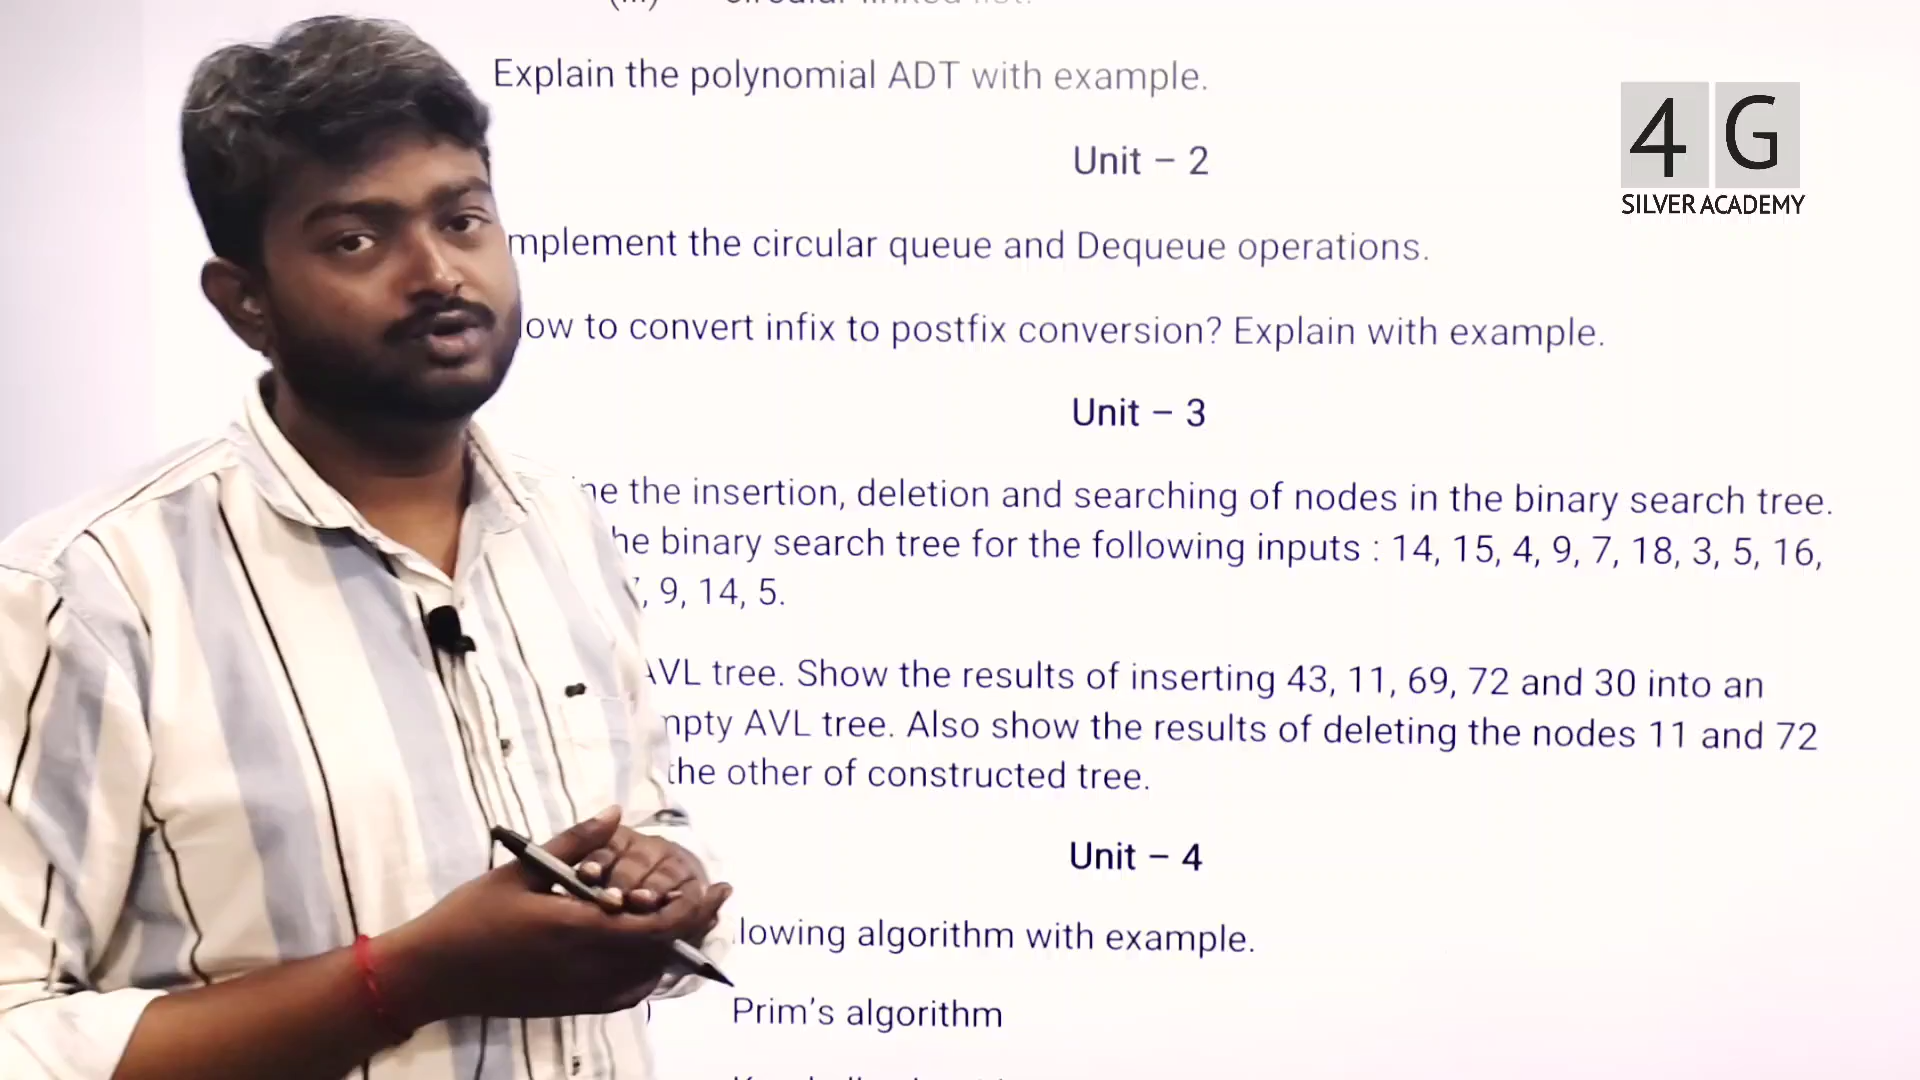 Explain the polynomial ADT with example.
Unit – 2
mplement the circular queue and Dequeue operations.
ow to convert infix to postfix conversion? Explain with example.
Unit – 3
ne the insertion, deletion and searching of nodes in the binary search tree.
he binary search tree for the following inputs : 14, 15, 4, 9, 7, 18, 3, 5, 16,
, 9, 14, 5.
AVL tree. Show the results of inserting 43, 11, 69, 72 and 30 into an
mpty AVL tree. Also show the results of deleting the nodes 11 and 72
the other of constructed tree.
Unit – 4
lowing algorithm with example.
) Prim's algorithm
4 G
SILVER ACADEMY